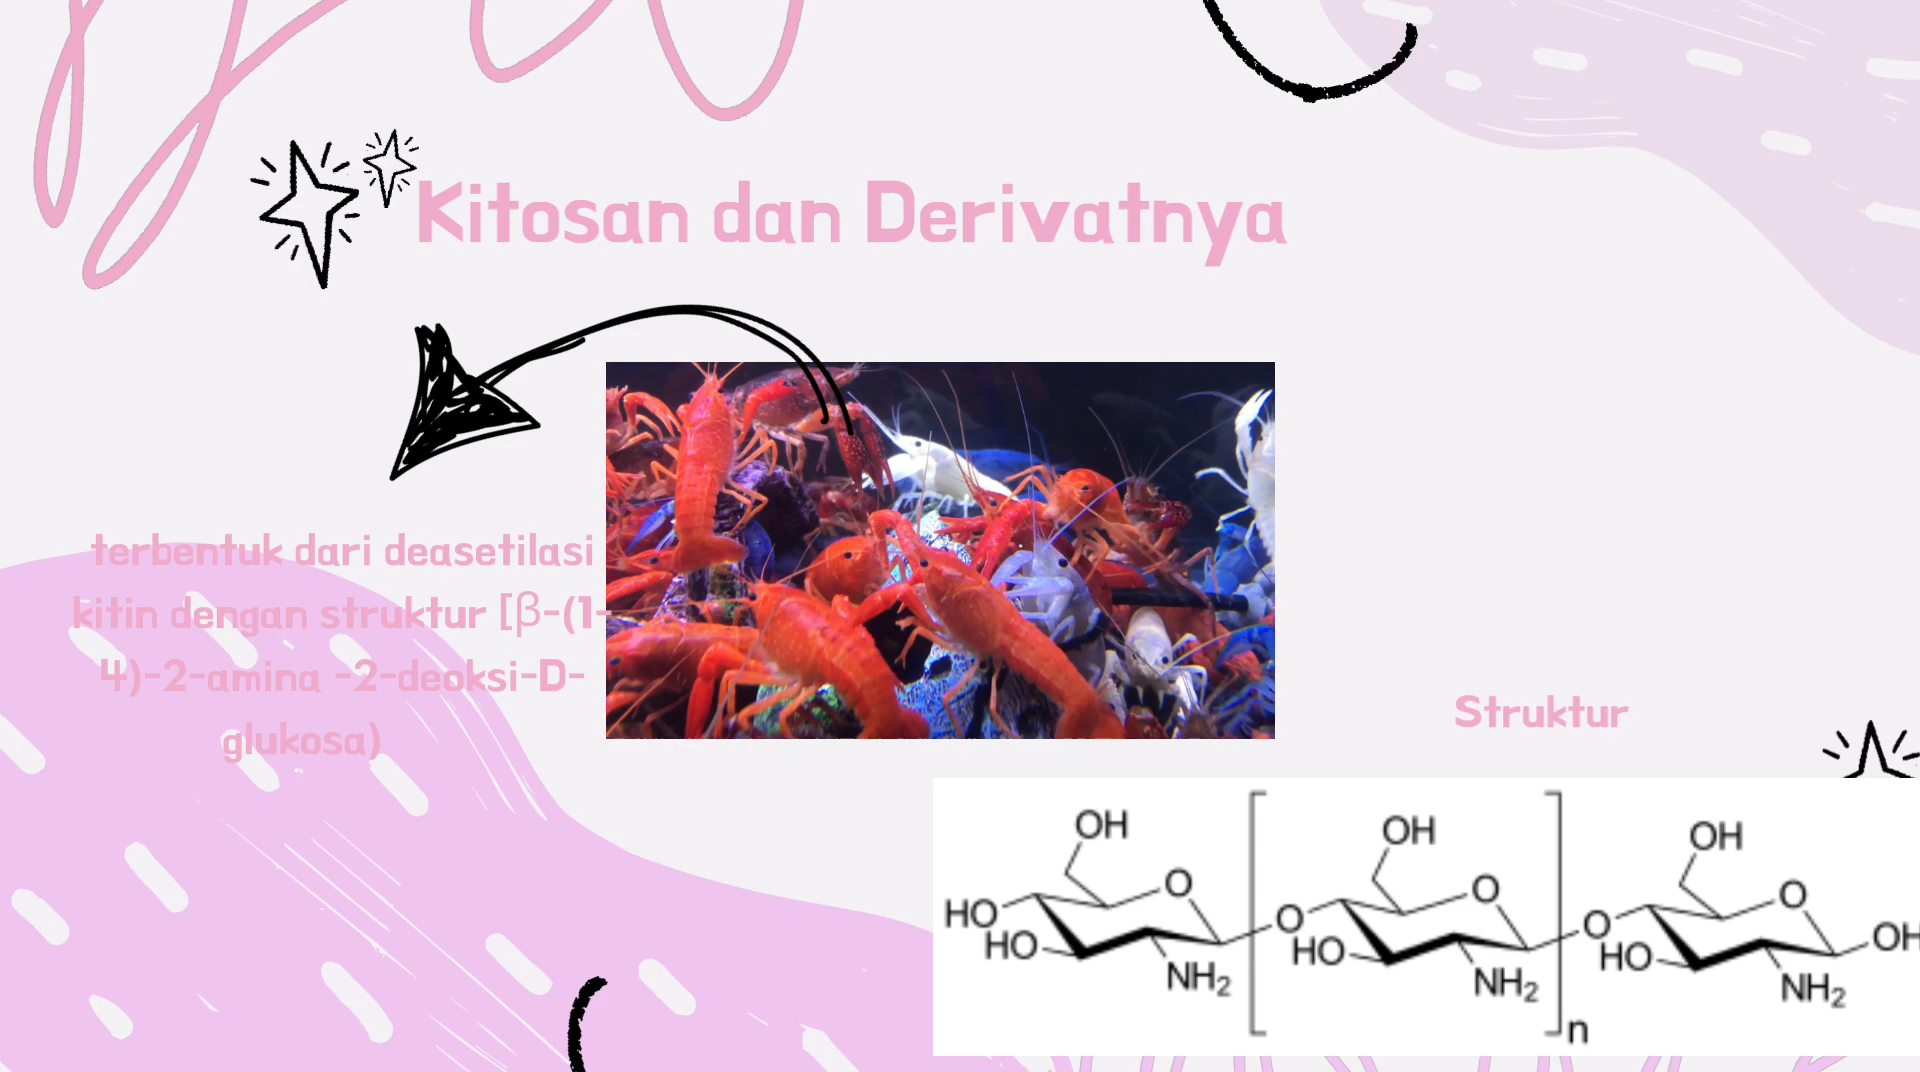 Kitosan dan Derivatnya
terbentuk dari deasetilasi
kitin dengan struktur [β-(1-
4)-2-amina -2-deoksi-D-
glukosa)
Struktur
OH
OH
OH
O
O
O
HO
O
O
OH
HO
HO
HO
NH2
NH2
NH2
n